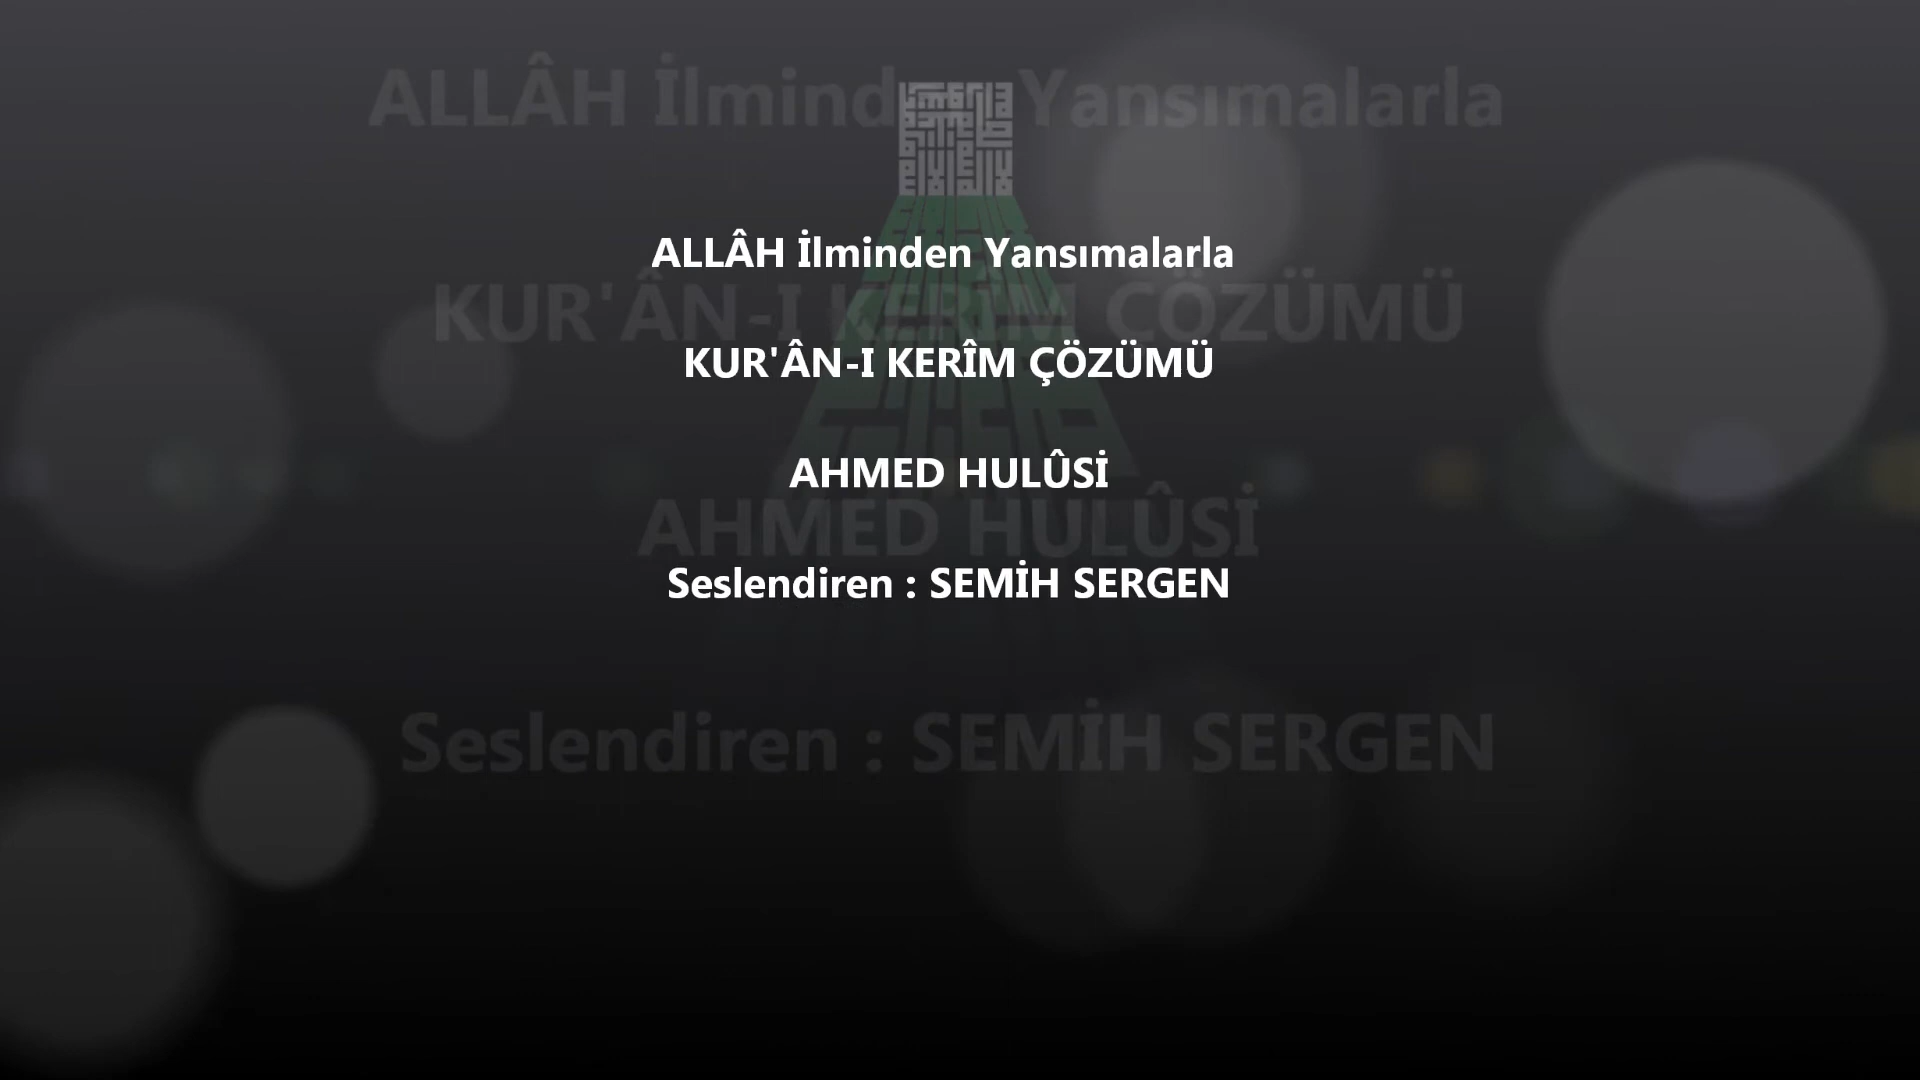 ALLÂH İlminden Yansımalarla
KUR'ÂN-I KERÎM ÇÖZÜMÜ
AHMED HULÛSİ
Seslendiren : SEMİH SERGEN